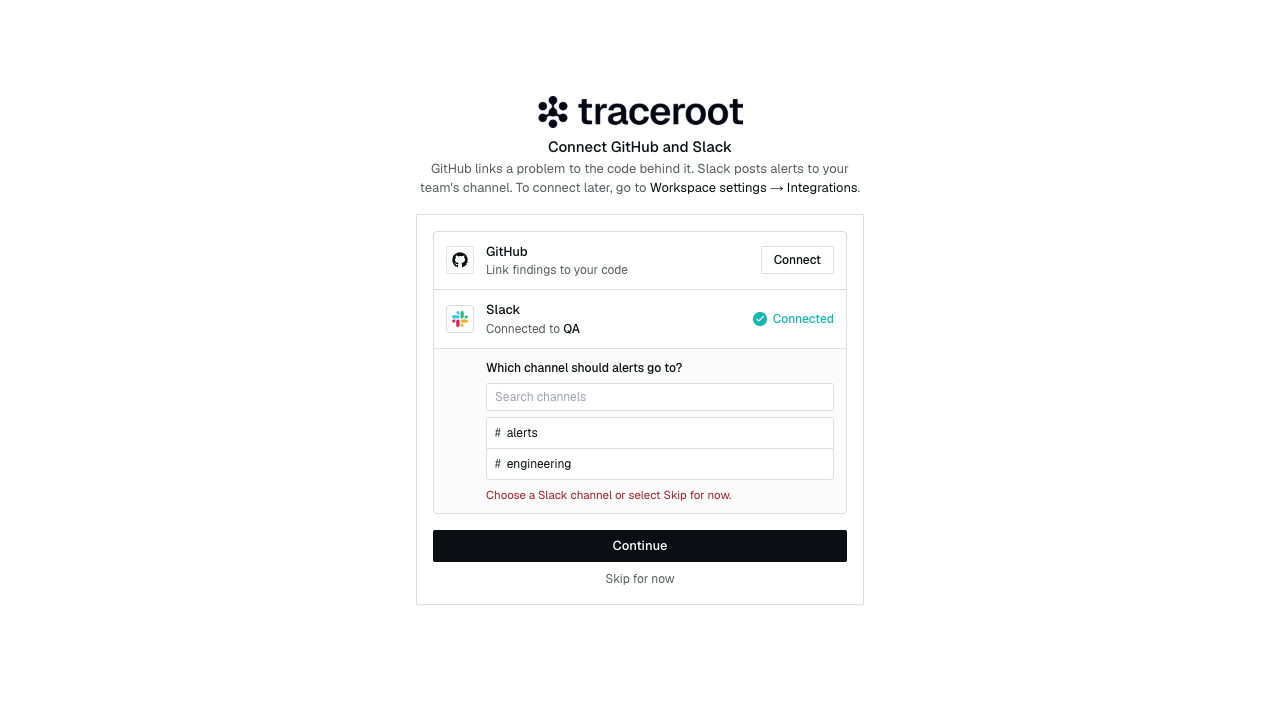 traceroot
Connect GitHub and Slack
GitHub links a problem to the code behind it. Slack posts alerts to your
team's channel. To connect later, go to Workspace settings → Integrations.
GitHub
Link findings to your code
Connect
Slack
Connected to QA
Connected
Which channel should alerts go to?
Search channels
# alerts
# engineering
Choose a Slack channel or select Skip for now.
Continue
Skip for now